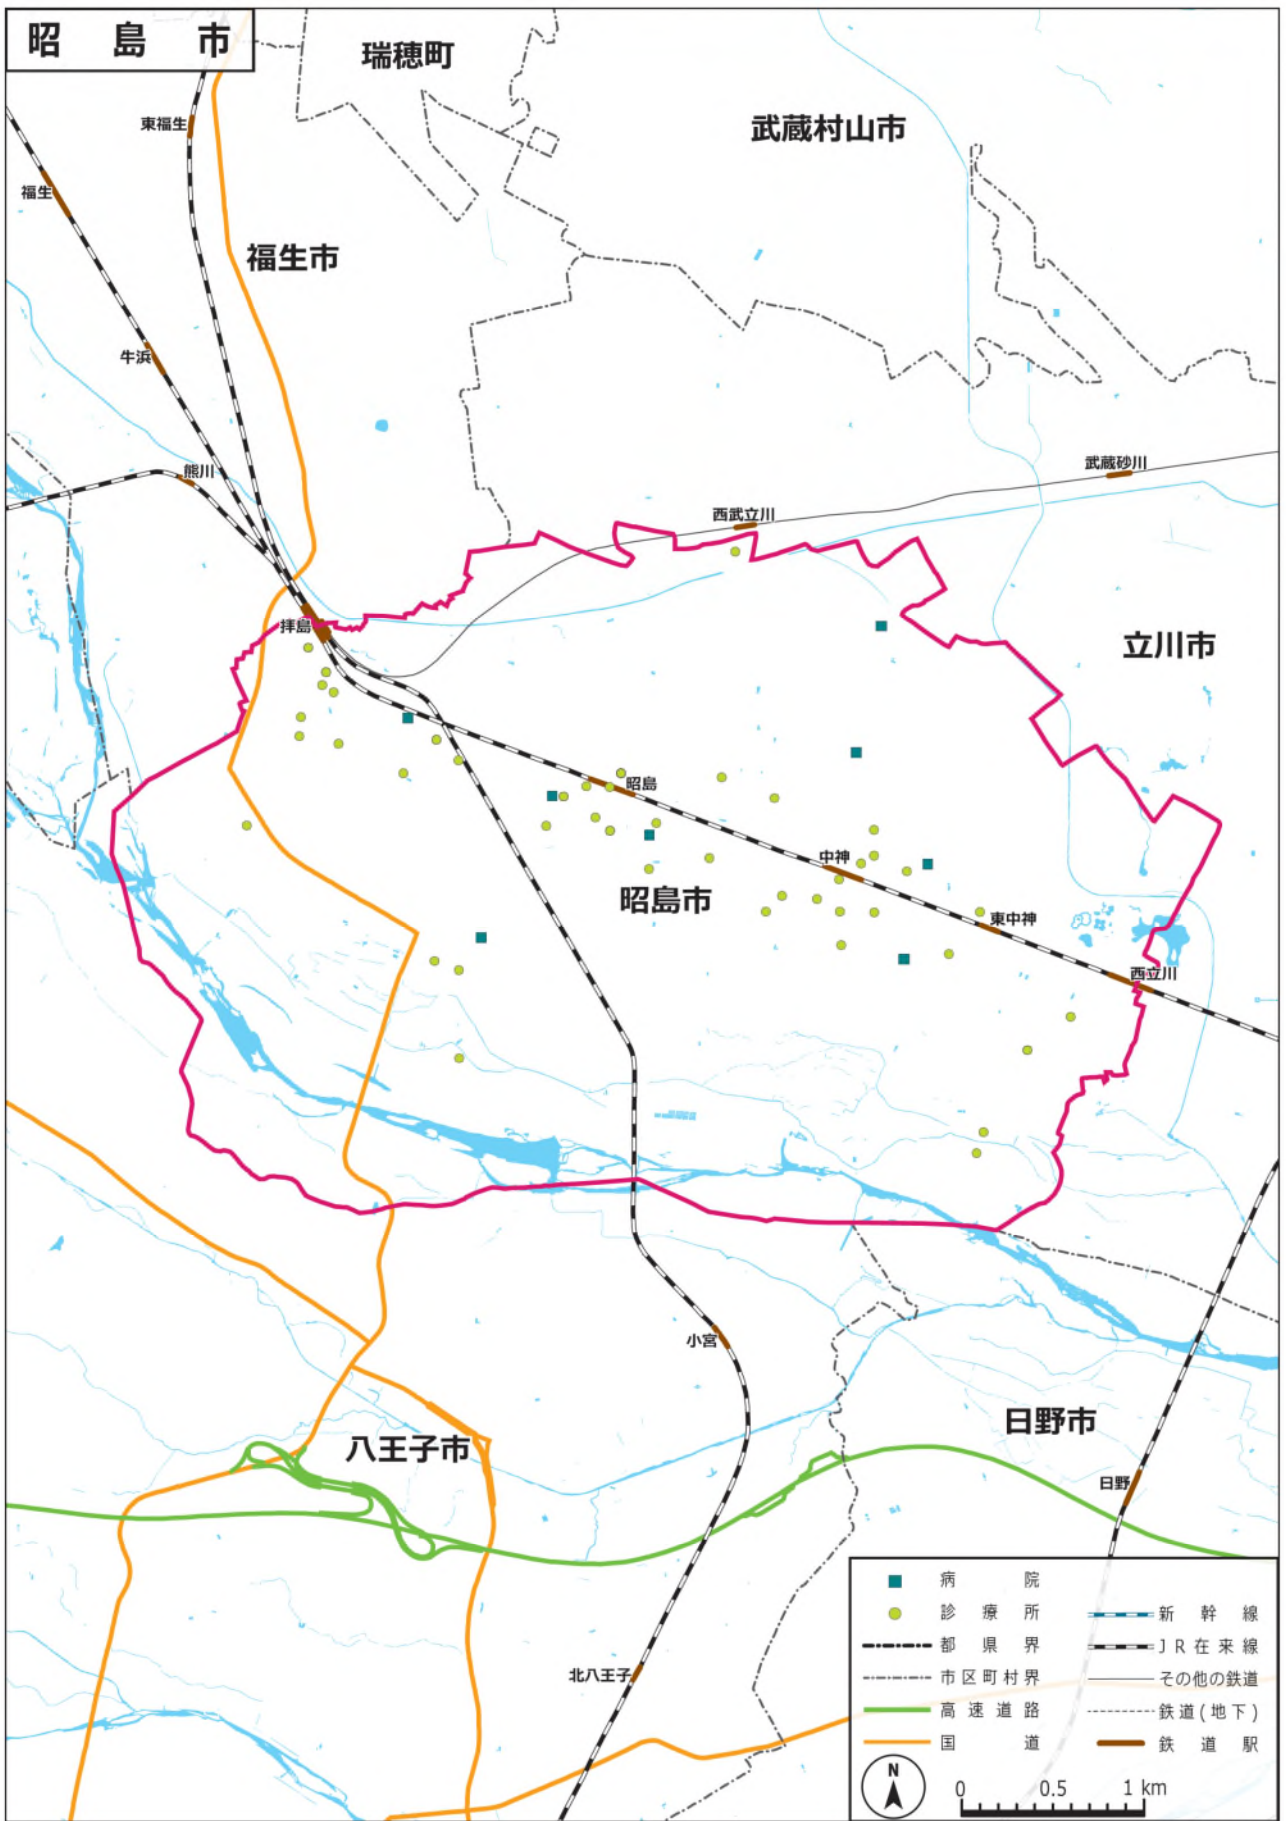 昭島市
瑞穂町
東福生
武蔵村山市
福生
福生市
牛浜
熊川
武蔵砂川
西武立川
拝島
立川市
昭島
中神
昭島市
東中神
西立川
小宮
日野市
八王子市
日野
北八王子
病院
診療所
新幹線
都県界
JR在来線
市区町村界
その他の鉄道
高速道路
鉄道(地下)
国道
鉄道駅
N
0 0.5 1 km